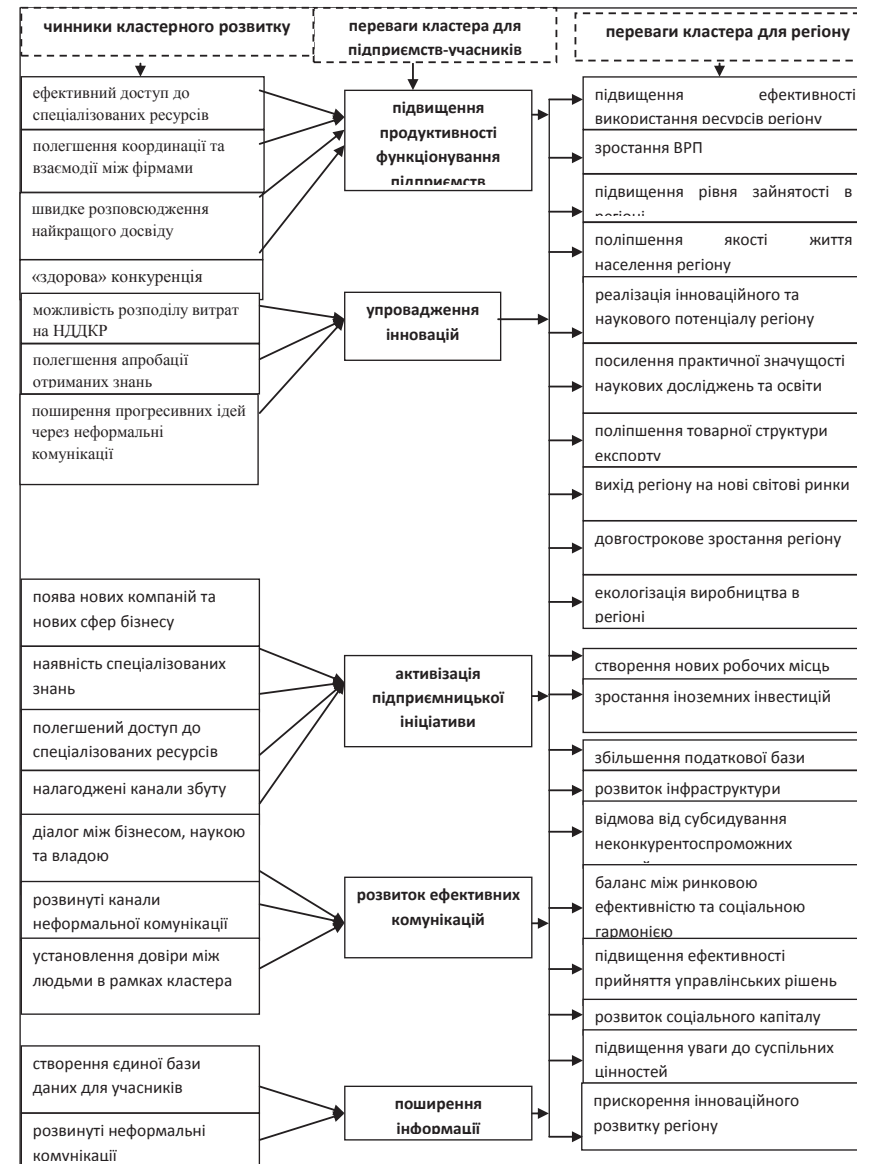 чинники кластерного розвитку
переваги кластера для
підприємств-учасників
переваги кластера для регіону
ефективний доступ до
спеціалізованих ресурсів
полегшення координації та
взаємодії між фірмами
швидке розповсюдження
найкращого досвіду
«здорова» конкуренція
можливість розподілу витрат
на НДДКР
полегшення апробації
отриманих знань
поширення прогресивних ідей
через неформальні
комунікації
поява нових компаній та
нових сфер бізнесу
наявність спеціалізованих
знань
полегшений доступ до
спеціалізованих ресурсів
налагоджені канали збуту
діалог між бізнесом, наукою
та владою
розвинуті канали
неформальної комунікації
установлення довіри між
людьми в рамках кластера
створення єдиної бази
даних для учасників
розвинуті неформальні
комунікації
підвищення
продуктивності
функціонування
підприємств
упровадження
інновацій
активізація
підприємницької
ініціативи
розвиток ефективних
комунікацій
поширення
інформації
підвищення ефективності
використання ресурсів регіону
зростання ВРП
підвищення рівня зайнятості в
регіоні
поліпшення якості життя
населення регіону
реалізація інноваційного та
наукового потенціалу регіону
посилення практичної значущості
наукових досліджень та освіти
поліпшення товарної структури
експорту
вихід регіону на нові світові ринки
довгострокове зростання регіону
екологізація виробництва в
регіоні
створення нових робочих місць
зростання іноземних інвестицій
збільшення податкової бази
розвиток інфраструктури
відмова від субсидування
неконкурентоспроможних
баланс між ринковою
ефективністю та соціальною
гармонією
підвищення ефективності
прийняття управлінських рішень
розвиток соціального капіталу
підвищення уваги до суспільних
цінностей
прискорення інноваційного
розвитку регіону